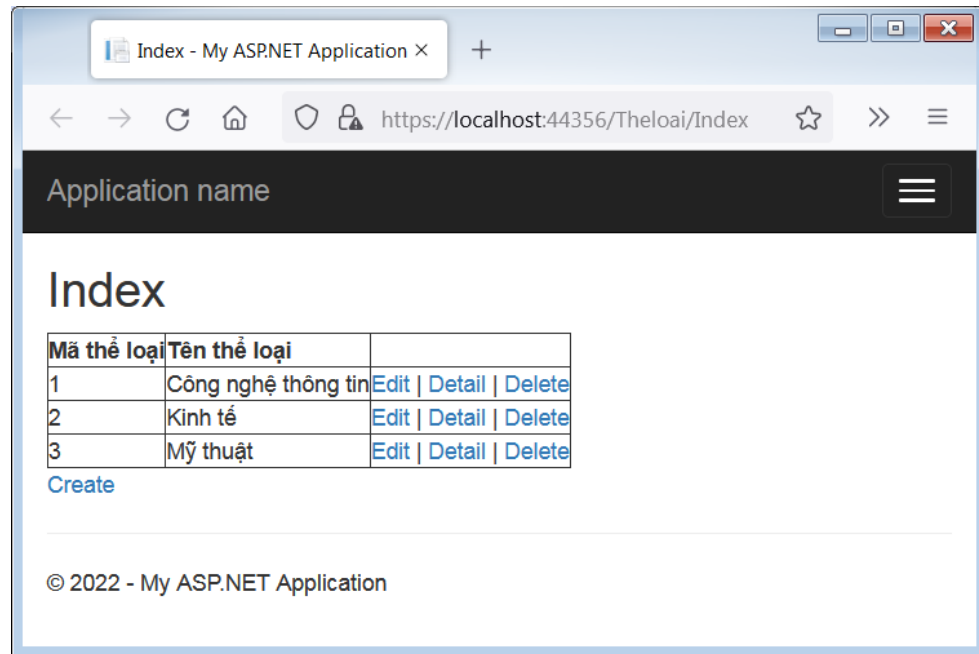 Index - My ASP.NET Application
https://localhost:44356/Theloai/Index
Application name
Index
Mã thể loại Tên thể loại
1 Công nghệ thông tin Edit | Detail | Delete
2 Kinh tế Edit | Detail | Delete
3 Mỹ thuật Edit | Detail | Delete
Create
© 2022 - My ASP.NET Application